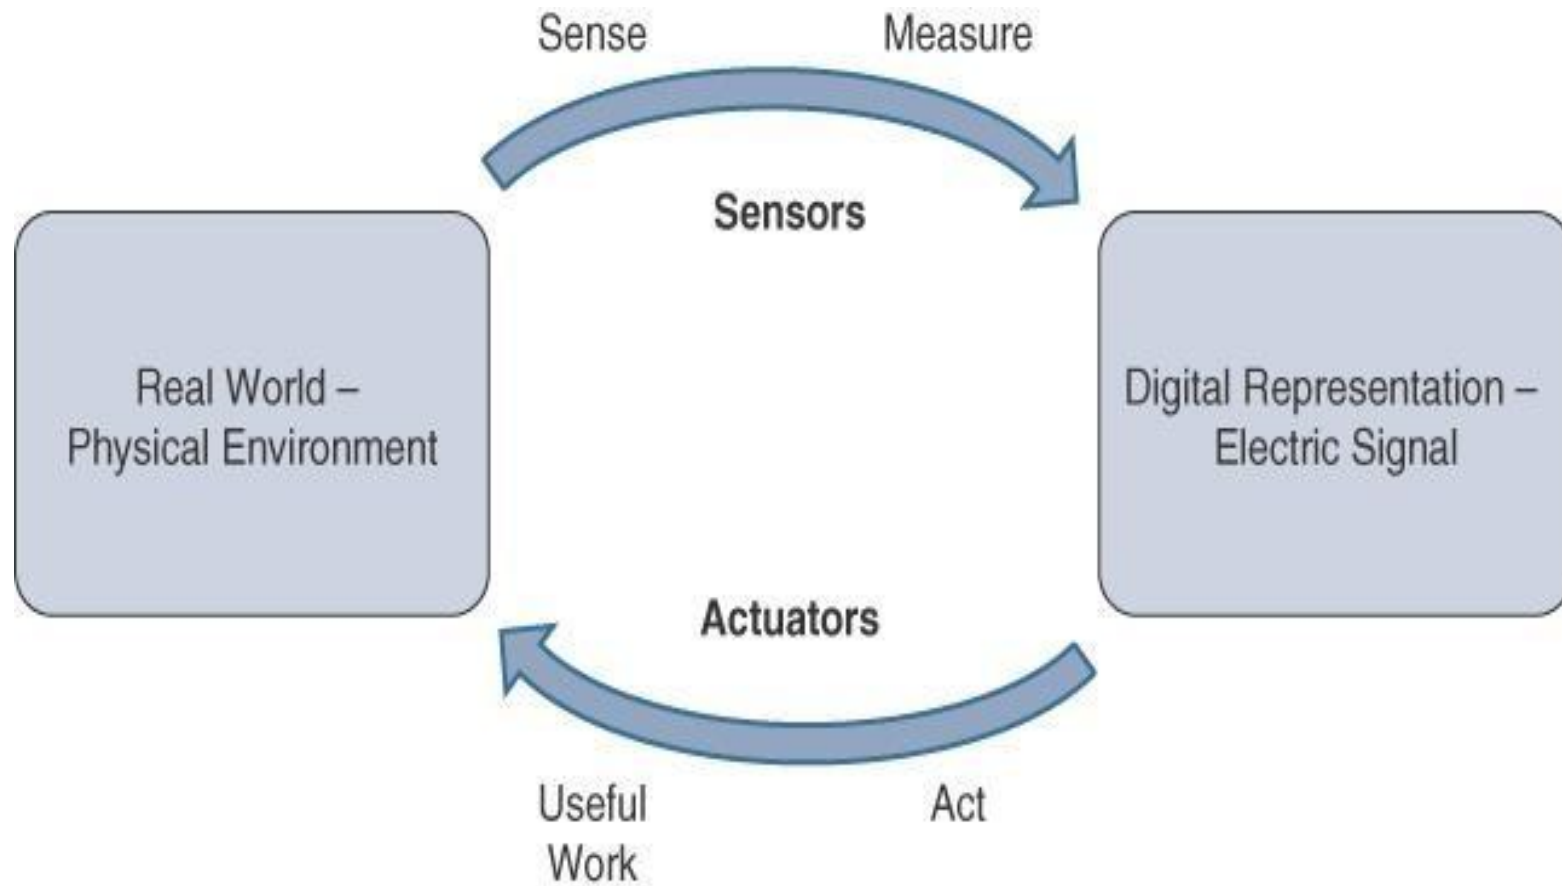 Sense
Measure
Sensors
Real World –
Physical Environment
Digital Representation –
Electric Signal
Actuators
Useful
Work
Act